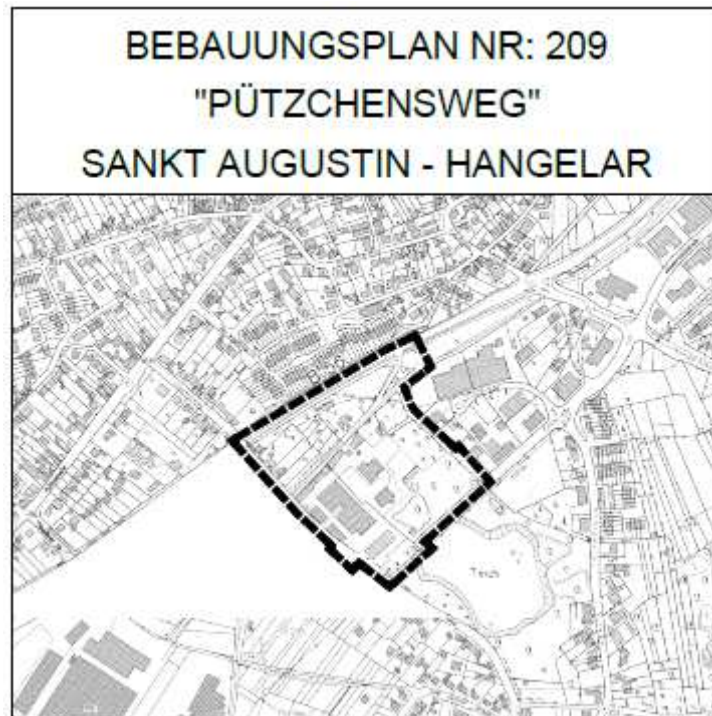 BEBAUUNGSPLAN NR: 209
"PÜTZCHENSWEG"
SANKT AUGUSTIN - HANGELAR
Teich